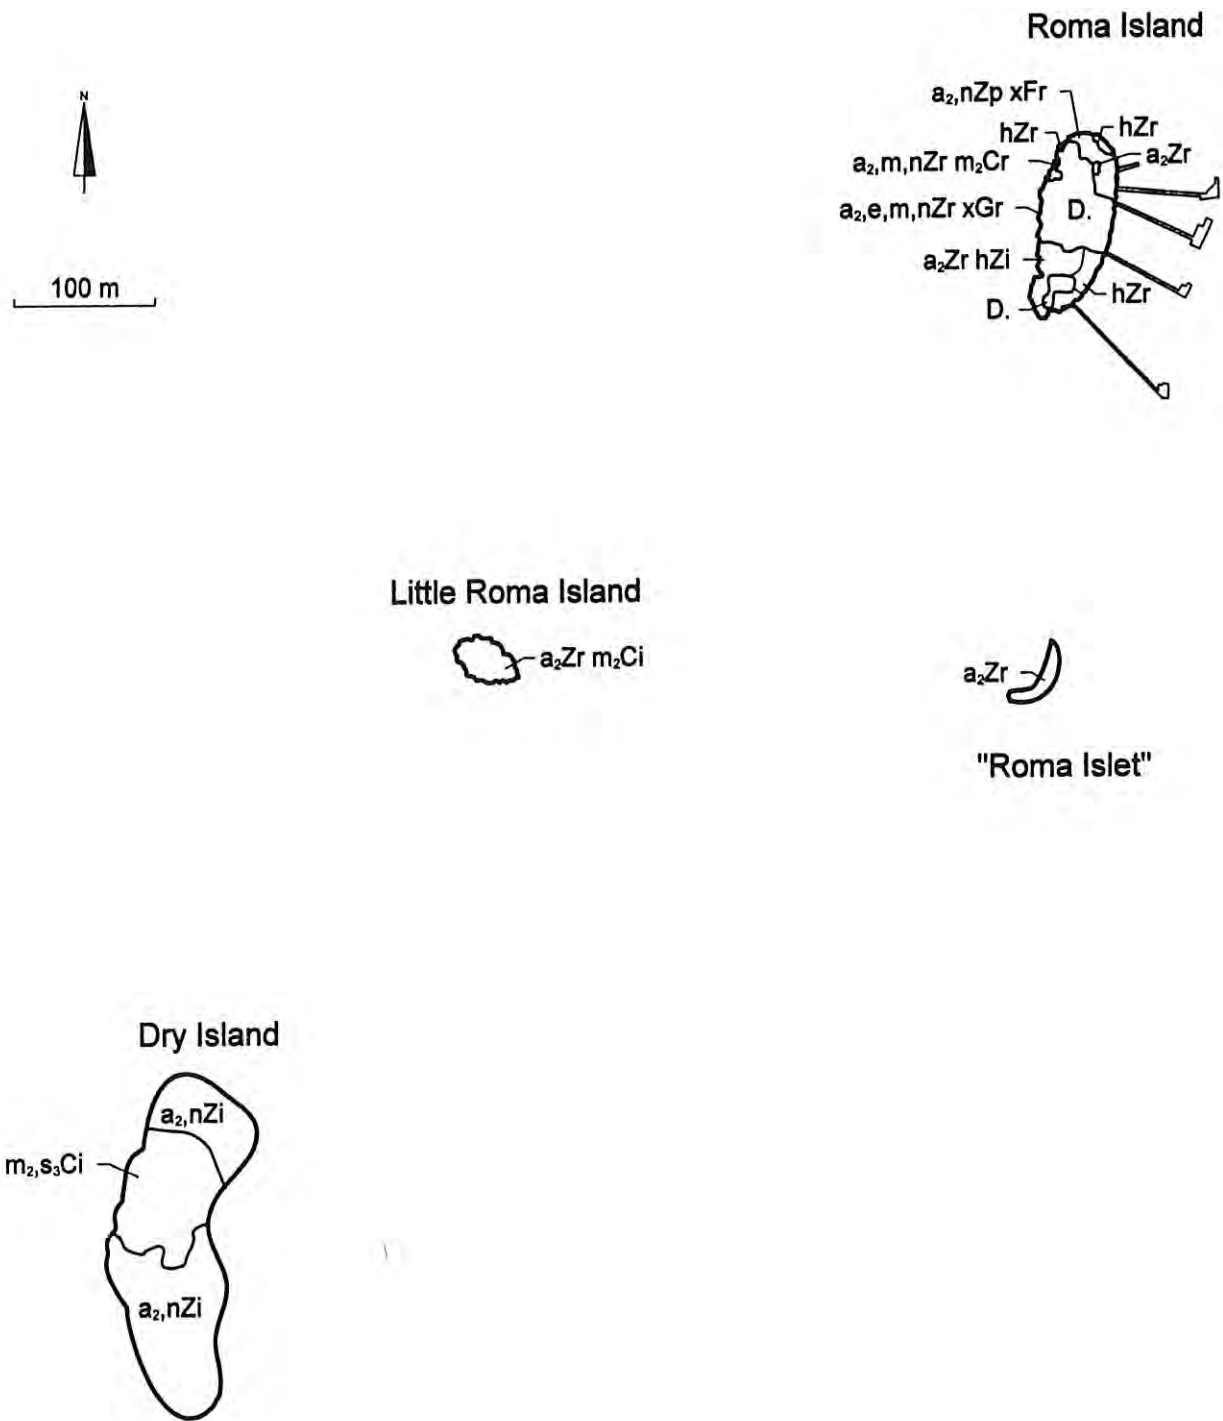 Roma Island
N
a₂,nZp xFr
hZr
hZr
a₂,m,nZr m₂Cr
a₂Zr
a₂,e,m,nZr xGr
D.
a₂Zr hZi
hZr
D.
100 m
Little Roma Island
a₂Zr m₂Ci
a₂Zr
"Roma Islet"
Dry Island
a₂,nZi
m₂,s₃Ci
a₂,nZi